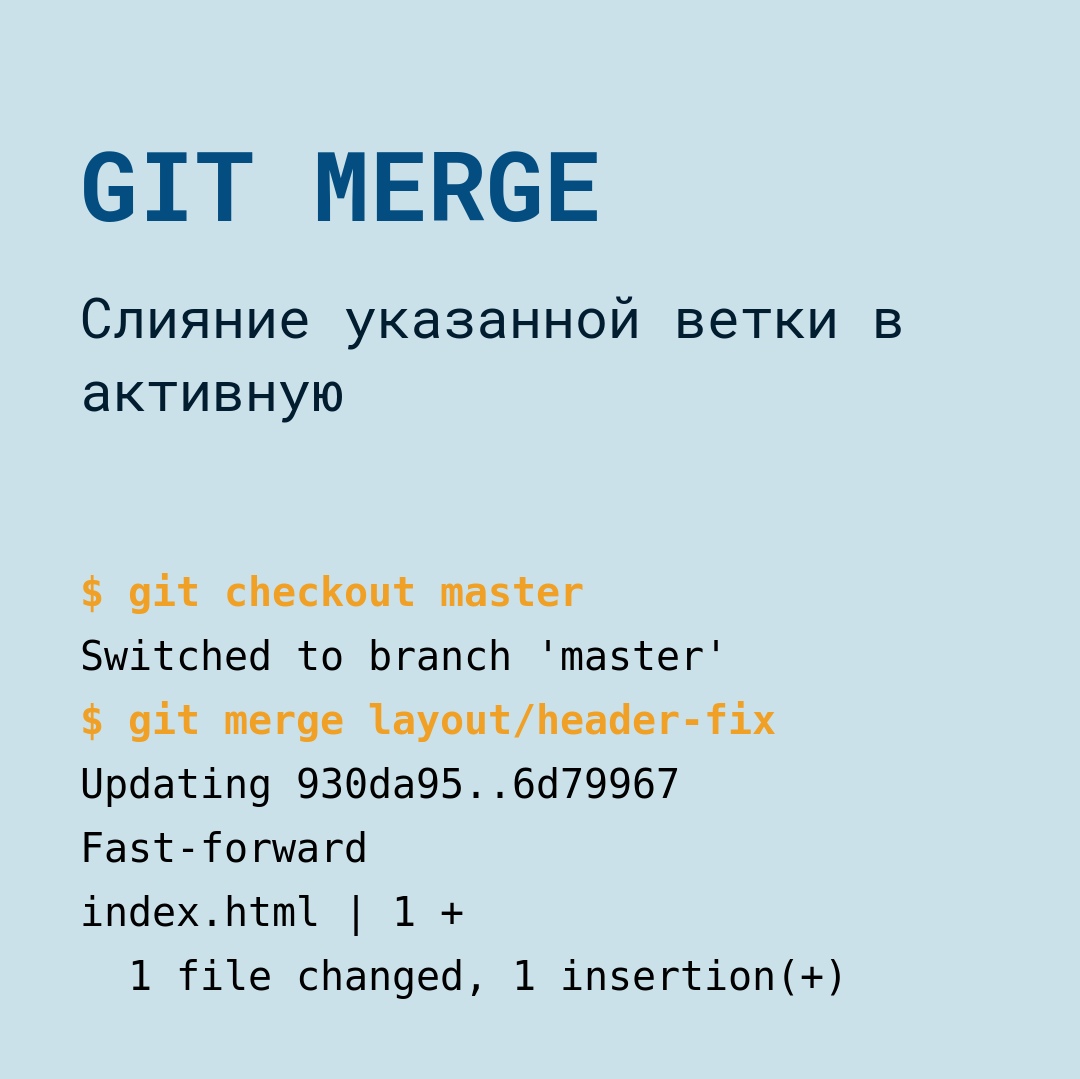 GIT MERGE
Слияние указанной ветки в
активную
$ git checkout master
Switched to branch 'master'
$ git merge layout/header-fix
Updating 930da95..6d79967
Fast-forward
index.html | 1 +
  1 file changed, 1 insertion(+)